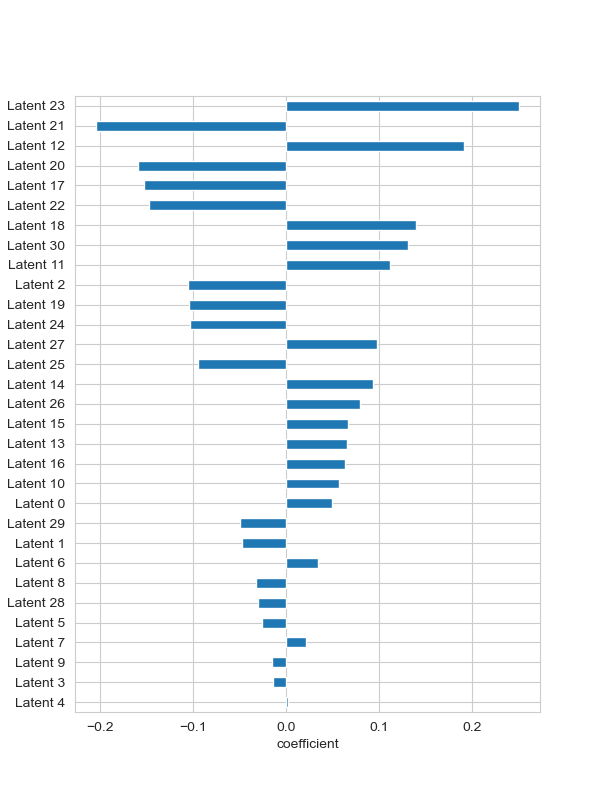 Latent 23
Latent 21
Latent 12
Latent 20
Latent 17
Latent 22
Latent 18
Latent 30
Latent 11
Latent 2
Latent 19
Latent 24
Latent 27
Latent 25
Latent 14
Latent 26
Latent 15
Latent 13
Latent 16
Latent 10
Latent 0
Latent 29
Latent 1
Latent 6
Latent 8
Latent 28
Latent 5
Latent 7
Latent 9
Latent 3
Latent 4
−0.2 −0.1 0.0 0.1 0.2
coefficient